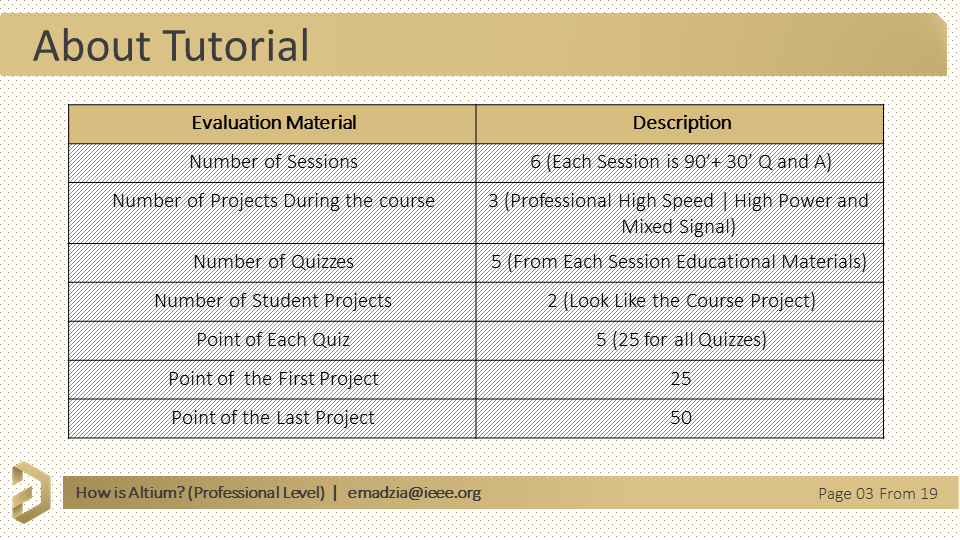 About Tutorial
Evaluation Material
Description
Number of Sessions
6 (Each Session is 90’+ 30’ Q and A)
Number of Projects During the course
3 (Professional High Speed | High Power and
Mixed Signal)
Number of Quizzes
5 (From Each Session Educational Materials)
Number of Student Projects
2 (Look Like the Course Project)
Point of Each Quiz
5 (25 for all Quizzes)
Point of  the First Project
25
Point of the Last Project
50
How is Altium? (Professional Level) | emadzia@ieee.org
Page 03 From 19